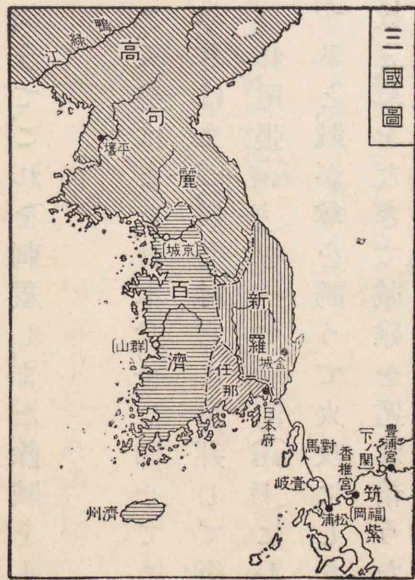 三國圖
鴨綠江
高句麗
平壤
〔京城〕
百濟
〔群山〕
新羅
金城
任那
日本府
對馬
壹岐
松浦
香椎宮
豊浦宮
〔下關〕
筑紫
〔福岡〕
濟州